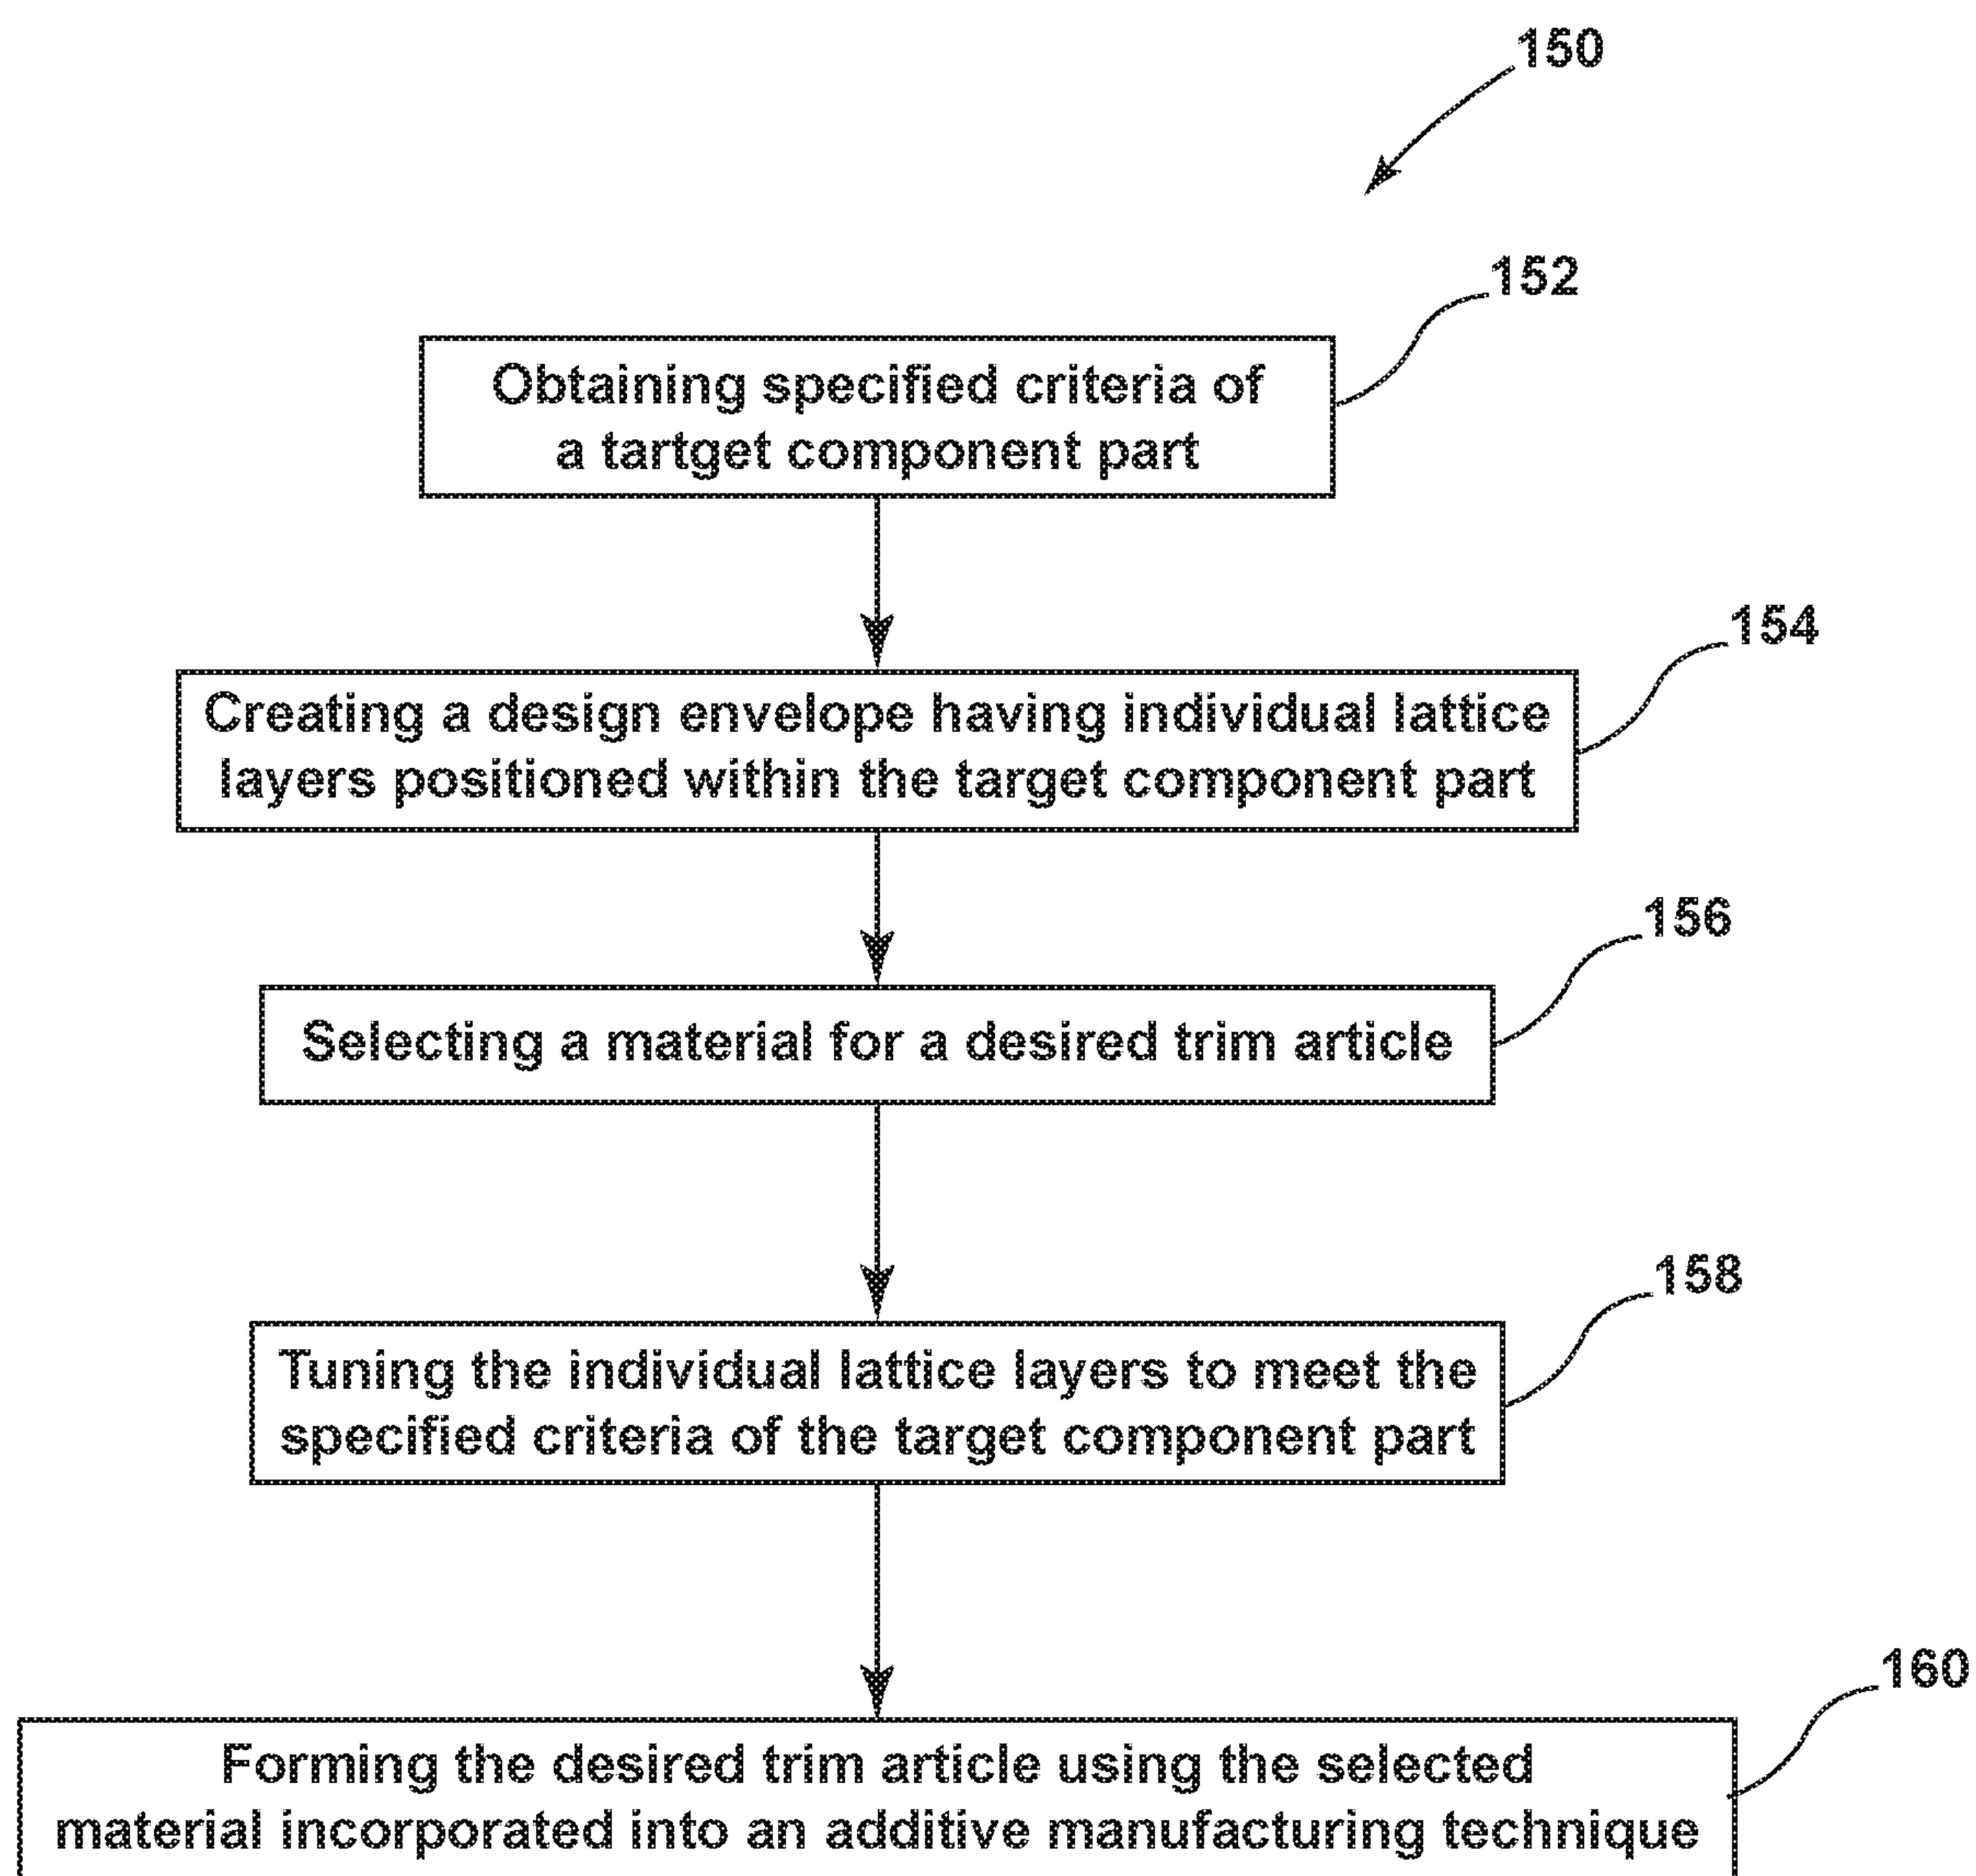 150
152
Obtaining specified criteria of
a tartget component part
154
Creating a design envelope having individual lattice
layers positioned within the target component part
156
Selecting a material for a desired trim article
158
Tuning the individual lattice layers to meet the
specified criteria of the target component part
160
Forming the desired trim article using the selected
material incorporated into an additive manufacturing technique